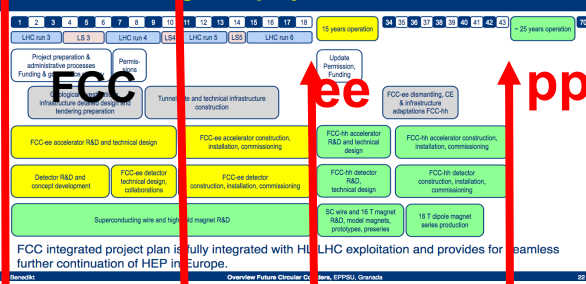 1 2 3 4 5 6 7 8 9 10 11 12 13 14 15 16 17 18 15 years operation 34 35 36 37 38 39 40 41 42 43 ~ 25 years operation 70
LHC run 3 LS 3 LHC run 4 LS4 LHC run 5 LS5 LHC run 6
Project preparation &
administrative processes
Permis-
sions
Update
Permission,
Funding
FCC
ee
pp
infrastructure detailed design and
tendering preparation
and technical infrastructure
construction
FCC-ee dismantling, CE
& infrastructure
adaptations FCC-hh
FCC-ee accelerator R&D and technical design
FCC-ee accelerator construction,
installation, commissioning
FCC-hh accelerator
R&D and technical
design
FCC-hh accelerator construction,
installation, commissioning
Detector R&D and
concept development
FCC-ee detector
technical design,
collaborations
FCC-ee detector
construction, installation, commissioning
FCC-hh detector
R&D,
technical design
FCC-hh detector
construction, installation,
commissioning
Superconducting wire and high field magnet R&D
SC wire and 16 T magnet
R&D, model magnets,
prototypes, preseries
16 T dipole magnet
series production
FCC integrated project plan is fully integrated with HL-LHC exploitation and provides for seamless
further continuation of HEP in Europe.
Benedikt
Overview Future Circular Colliders, EPPSU, Granada
22